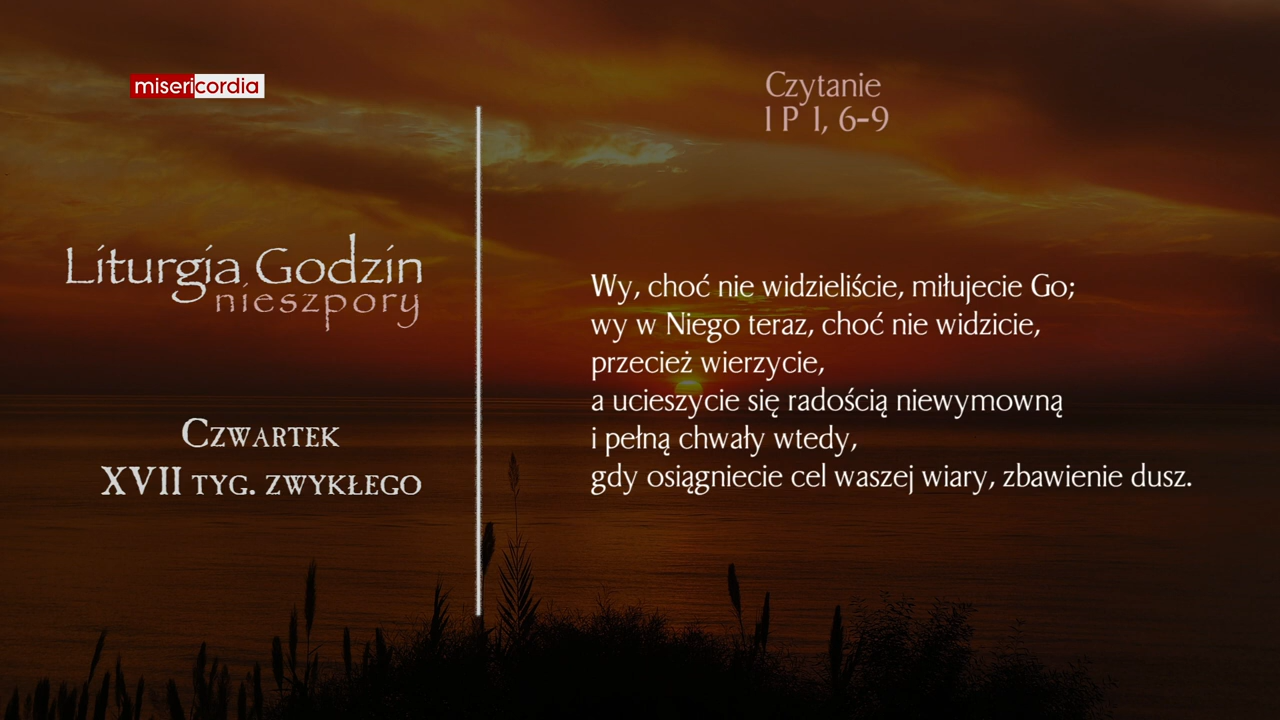 misericordia
Liturgia Godzin
nieszpory
Czwartek
XVII tyg. zwykłego
Czytanie
1 P 1, 6-9
Wy, choć nie widzieliście, miłujecie Go;
wy w Niego teraz, choć nie widzicie,
przecież wierzycie,
a ucieszycie się radością niewymowną
i pełną chwały wtedy,
gdy osiągniecie cel waszej wiary, zbawienie dusz.